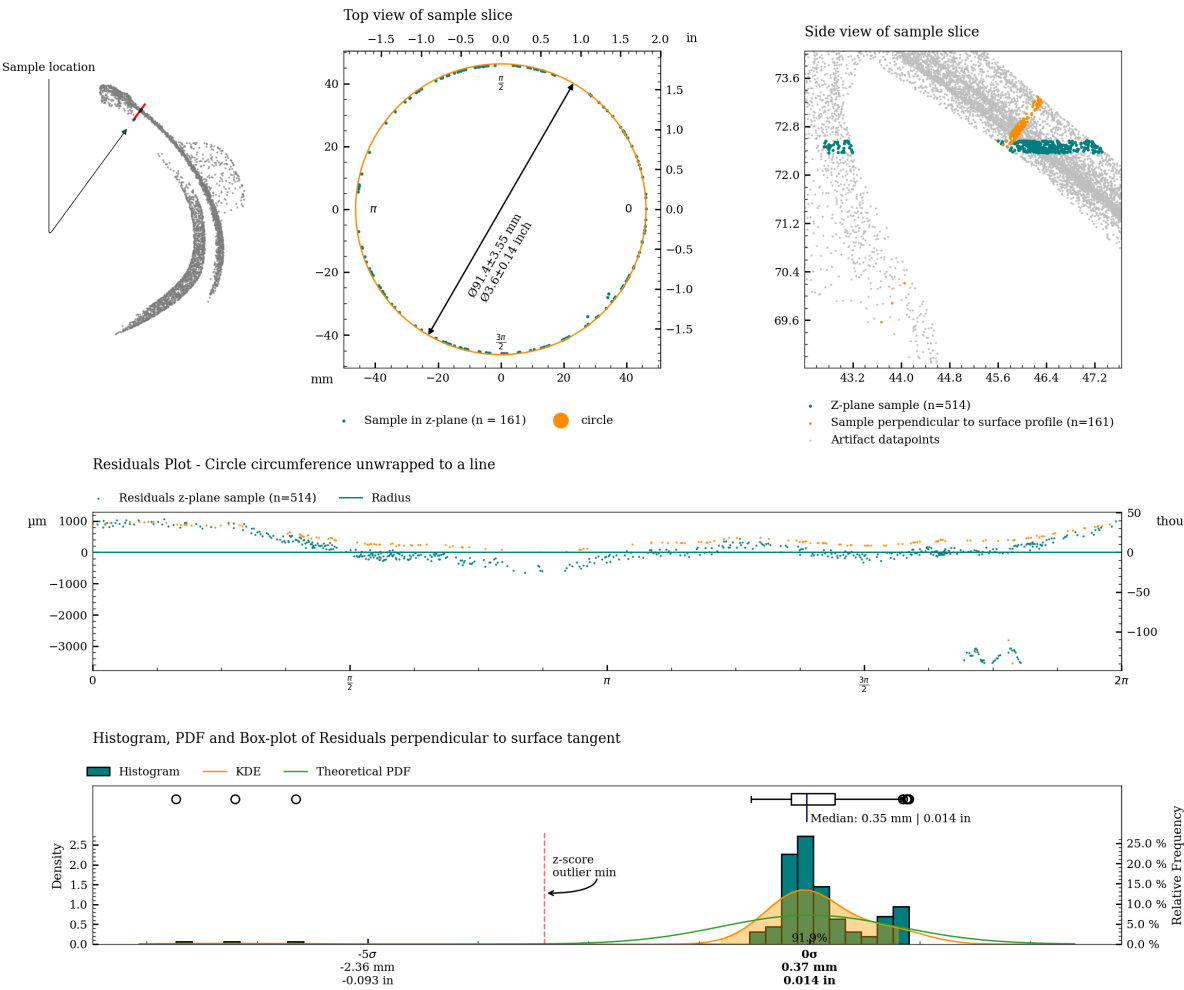 Top view of sample slice
−1.5 −1.0 −0.5 0.0 0.5 1.0 1.5 2.0 in
Side view of sample slice
Sample location
40 20 0 −20 −40
π/2
π
0
3π/2
Ø91.4±3.55 mm
Ø3.6±0.14 inch
1.5 1.0 0.5 0.0 −0.5 −1.0 −1.5
mm −40 −20 0 20 40
Sample in z-plane (n = 161) circle
73.6 72.8 72.0 71.2 70.4 69.6
43.2 44.0 44.8 45.6 46.4 47.2
Z-plane sample (n=514)
Sample perpendicular to surface profile (n=161)
Artifact datapoints
Residuals Plot - Circle circumference unwrapped to a line
Residuals z-plane sample (n=514) Radius
µm 1000 0 −1000 −2000 −3000
50 thou 0 −50 −100
0 π/2 π 3π/2 2π
Histogram, PDF and Box-plot of Residuals perpendicular to surface tangent
Histogram KDE Theoretical PDF
Median: 0.35 mm | 0.014 in
Density
2.5 2.0 1.5 1.0 0.5 0.0
z-score
outlier min
91.9%
25.0 % 20.0 % 15.0 % 10.0 % 5.0 % 0.0 %
Relative Frequency
-5σ 0σ
-2.36 mm 0.37 mm
-0.093 in 0.014 in